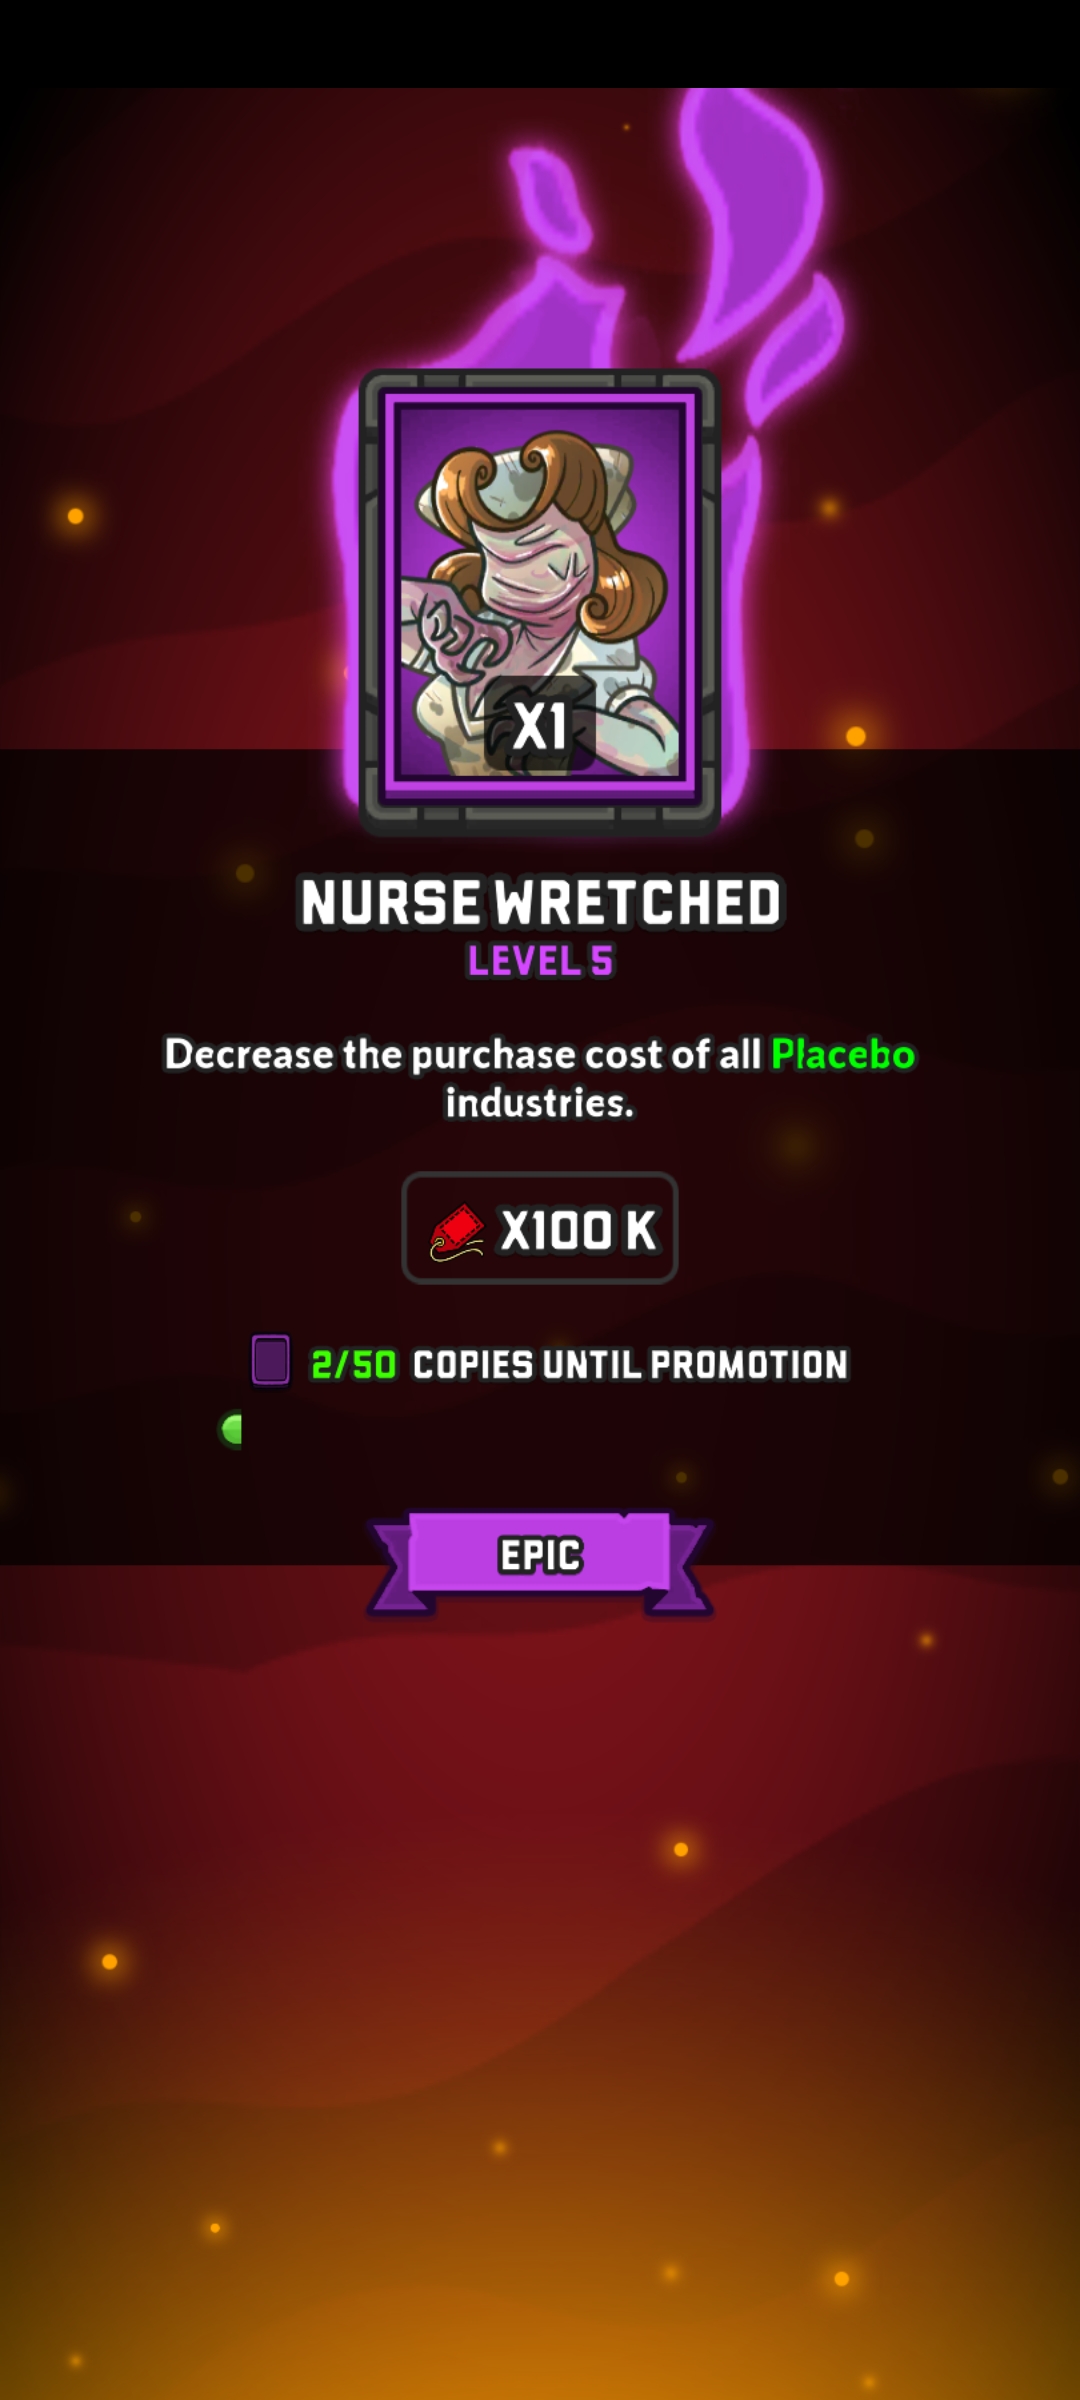 X1
NURSE WRETCHED
LEVEL 5
Decrease the purchase cost of all Placebo
industries.
X100 K
2/50 COPIES UNTIL PROMOTION
EPIC